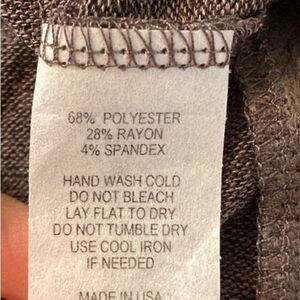 68% POLYESTER
28% RAYON
4% SPANDEX
HAND WASH COLD
DO NOT BLEACH
LAY FLAT TO DRY
DO NOT TUMBLE DRY
USE COOL IRON
IF NEEDED
MADE IN USA